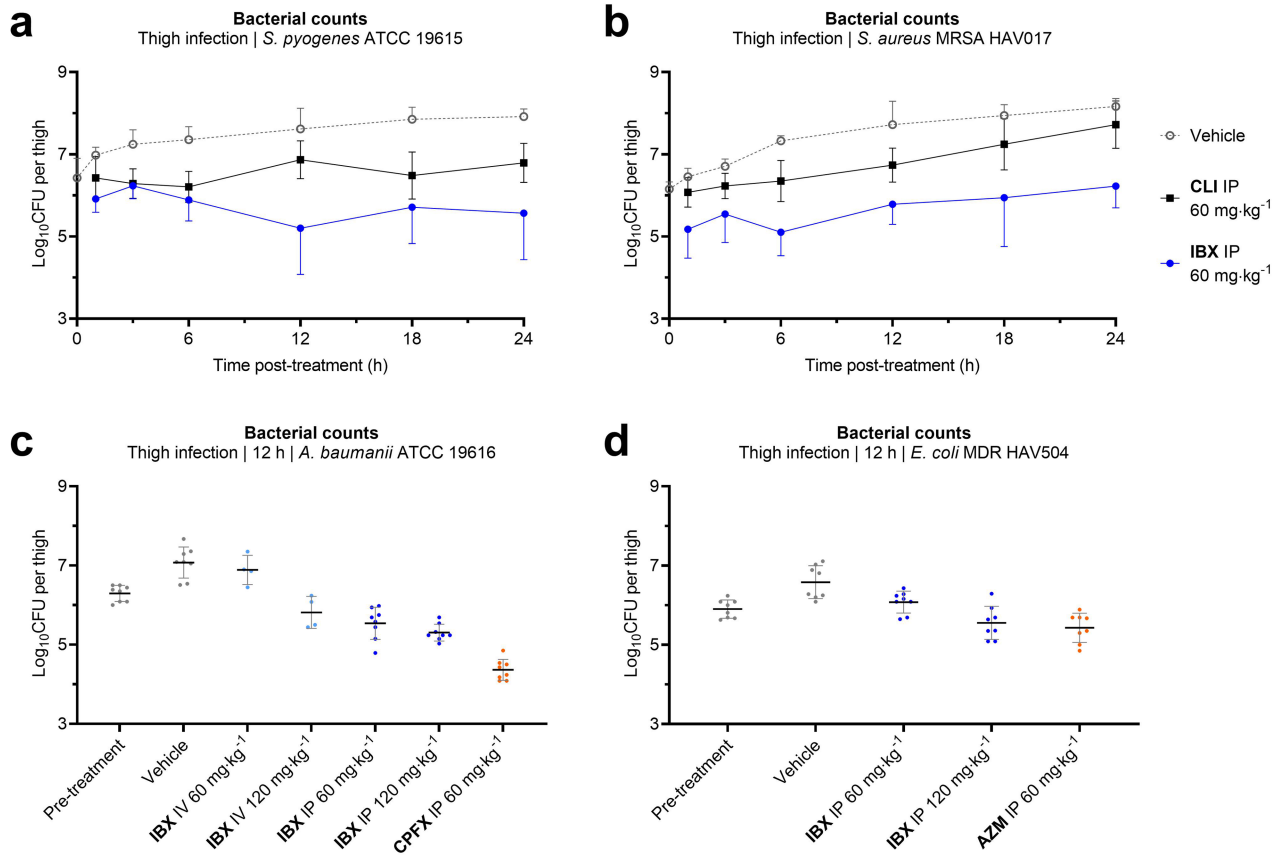 a
Bacterial counts
Thigh infection | S. pyogenes ATCC 19615
Log₁₀CFU per thigh
9
7
5
3
0
6
12
18
24
Time post-treatment (h)
b
Bacterial counts
Thigh infection | S. aureus MRSA HAV017
Log₁₀CFU per thigh
9
7
5
3
0
6
12
18
24
Time post-treatment (h)
Vehicle
CLI IP
60 mg·kg⁻¹
IBX IP
60 mg·kg⁻¹
c
Bacterial counts
Thigh infection | 12 h | A. baumanii ATCC 19616
Log₁₀CFU per thigh
9
7
5
3
Pre-treatment
Vehicle
IBX IV 60 mg·kg⁻¹
IBX IV 120 mg·kg⁻¹
IBX IP 60 mg·kg⁻¹
IBX IP 120 mg·kg⁻¹
CPFX IP 60 mg·kg⁻¹
d
Bacterial counts
Thigh infection | 12 h | E. coli MDR HAV504
Log₁₀CFU per thigh
9
7
5
3
Pre-treatment
Vehicle
IBX IP 60 mg·kg⁻¹
IBX IP 120 mg·kg⁻¹
AZM IP 60 mg·kg⁻¹